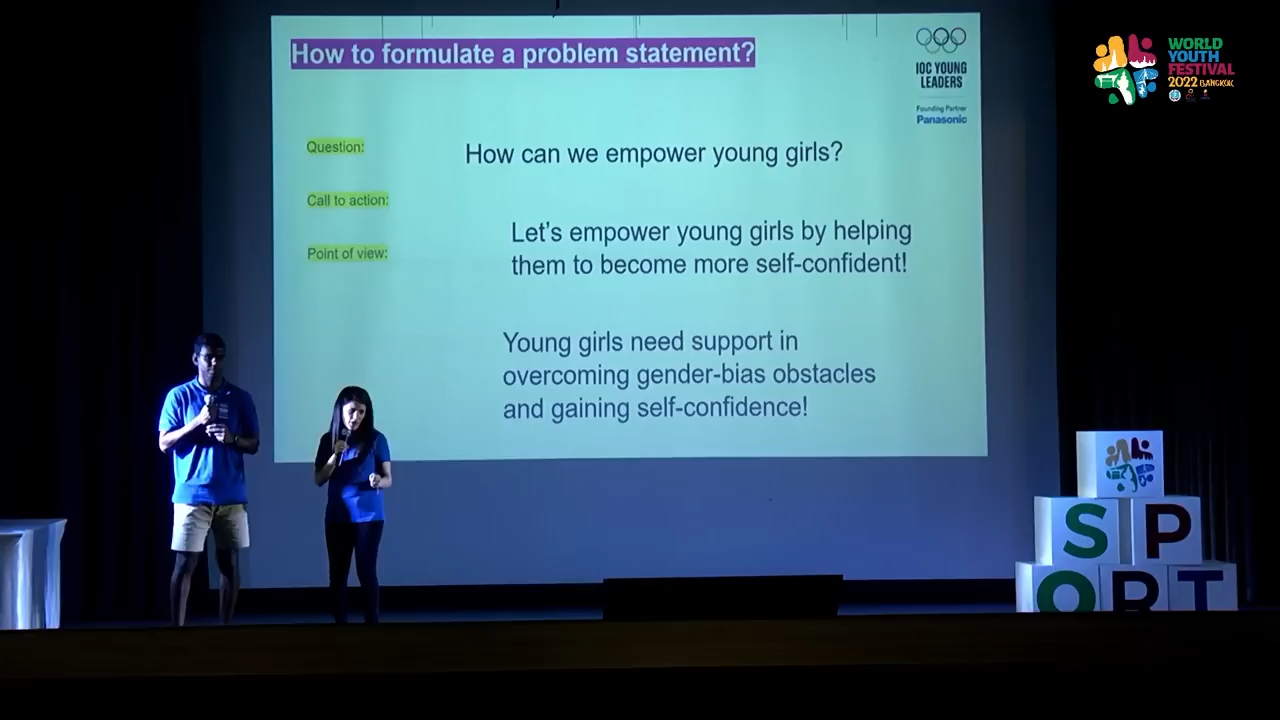 How to formulate a problem statement?
IOC YOUNG
LEADERS
Founding Partner
Panasonic
Question:
How can we empower young girls?
Call to action:
Let's empower young girls by helping
them to become more self-confident!
Point of view:
Young girls need support in
overcoming gender-bias obstacles
and gaining self-confidence!
WORLD
YOUTH
FESTIVAL
2022 BANGKOK
S P
O R T